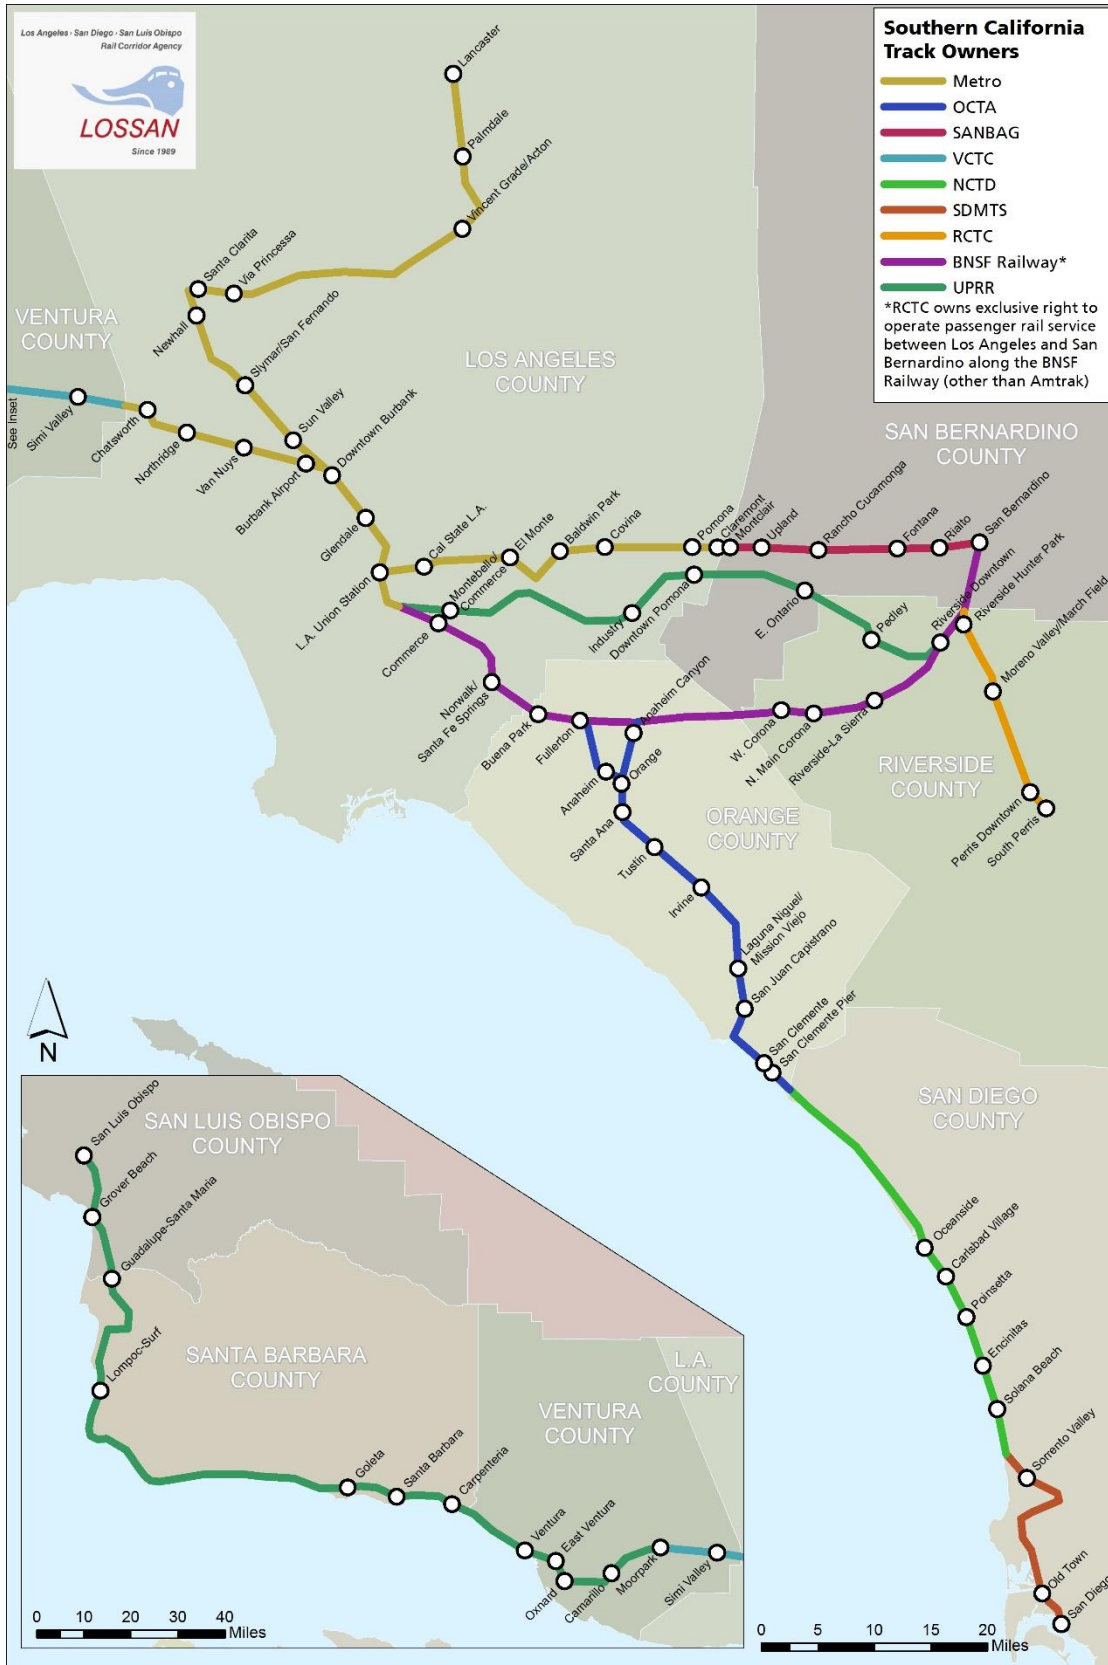 Los Angeles - San Diego - San Luis Obispo
Rail Corridor Agency
LOSSAN
Since 1989
Southern California
Track Owners
Metro
OCTA
SANBAG
VCTC
NCTD
SDMTS
RCTC
BNSF Railway*
UPRR
*RCTC owns exclusive right to
operate passenger rail service
between Los Angeles and San
Bernardino along the BNSF
Railway (other than Amtrak)
Lancaster
Palmdale
Vincent Grade/Acton
Santa Clarita
Via Princessa
Newhall
Slymar/San Fernando
VENTURA
COUNTY
LOS ANGELES
COUNTY
See Inset
Simi Valley
Chatsworth
Northridge
Van Nuys
Burbank Airport
Sun Valley
Downtown Burbank
Glendale
SAN BERNARDINO
COUNTY
L.A. Union Station
Cal State L.A.
El Monte
Baldwin Park
Covina
Pomona
Claremont
Montclair
Upland
Rancho Cucamonga
Fontana
Rialto
San Bernardino
Montebello/
Commerce
Commerce
Industry
Downtown Pomona
E. Ontario
Pedley
Riverside Downtown
Riverside Hunter Park
Moreno Valley/March Field
Norwalk/
Santa Fe Springs
Buena Park
Fullerton
Anaheim Canyon
W. Corona
N. Main Corona
Riverside-La Sierra
RIVERSIDE
COUNTY
Perris Downtown
South Perris
Anaheim
Orange
Santa Ana
ORANGE
COUNTY
Tustin
Irvine
Laguna Niguel/
Mission Viejo
San Juan Capistrano
San Clemente
San Clemente Pier
N
SAN DIEGO
COUNTY
Oceanside
Carlsbad Village
Poinsetta
Encinitas
Solana Beach
Sorrento Valley
Old Town
San Diego
San Luis Obispo
SAN LUIS OBISPO
COUNTY
Grover Beach
Guadalupe-Santa Maria
Lompoc-Surf
SANTA BARBARA
COUNTY
L.A.
COUNTY
VENTURA
COUNTY
Goleta
Santa Barbara
Carpenteria
Ventura
East Ventura
Oxnard
Camarillo
Moorpark
Simi Valley
0 10 20 30 40
Miles
0 5 10 15 20
Miles